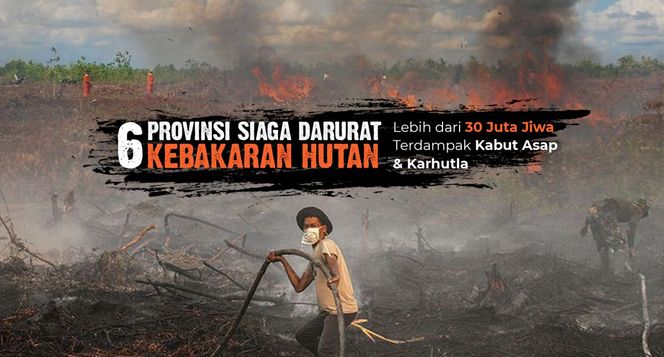 6 PROVINSI SIAGA DARURAT
KEBAKARAN HUTAN
Lebih dari 30 Juta Jiwa
Terdampak Kabut Asap
& Karhutla